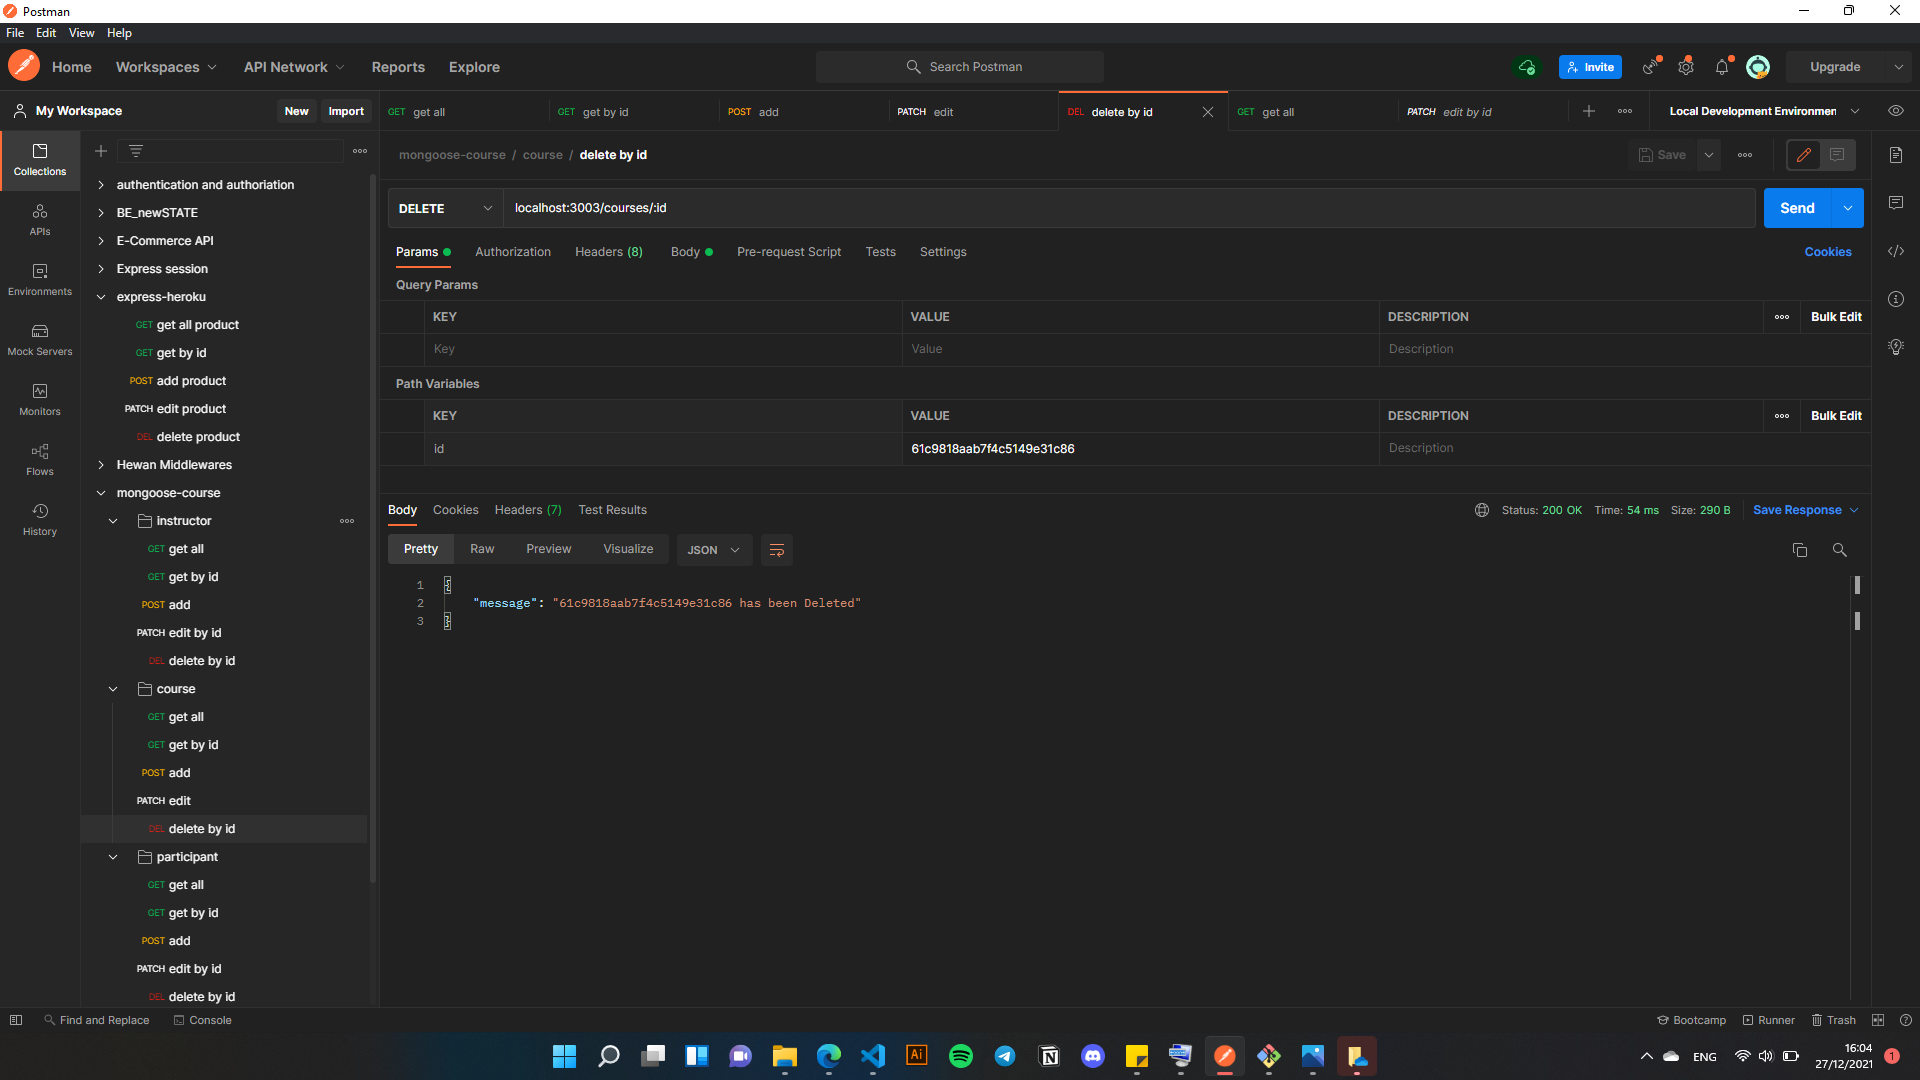 Postman
File Edit View Help
Home Workspaces API Network Reports Explore
Search Postman
Invite
Upgrade
My Workspace
New Import
GET get all
GET get by id
POST add
PATCH edit
DEL delete by id
GET get all
PATCH edit by id
Local Development Environmen
Collections
APIs
Environments
Mock Servers
Monitors
Flows
History
authentication and authoriation
BE_newSTATE
E-Commerce API
Express session
express-heroku
GET get all product
GET get by id
POST add product
PATCH edit product
DEL delete product
Hewan Middlewares
mongoose-course
instructor
GET get all
GET get by id
POST add
PATCH edit by id
DEL delete by id
course
GET get all
GET get by id
POST add
PATCH edit
DEL delete by id
participant
GET get all
GET get by id
POST add
PATCH edit by id
DEL delete by id
mongoose-course / course / delete by id
Save
DELETE localhost:3003/courses/:id
Send
Params Authorization Headers (8) Body Pre-request Script Tests Settings
Cookies
Query Params
KEY VALUE DESCRIPTION Bulk Edit
Key Value Description
Path Variables
KEY VALUE DESCRIPTION Bulk Edit
id 61c9818aab7f4c5149e31c86 Description
Body Cookies Headers (7) Test Results
Status: 200 OK Time: 54 ms Size: 290 B Save Response
Pretty Raw Preview Visualize JSON
1 {
2 "message": "61c9818aab7f4c5149e31c86 has been Deleted"
3 }
Find and Replace Console
Bootcamp Runner Trash
Ai
ENG
16:04
27/12/2021
1